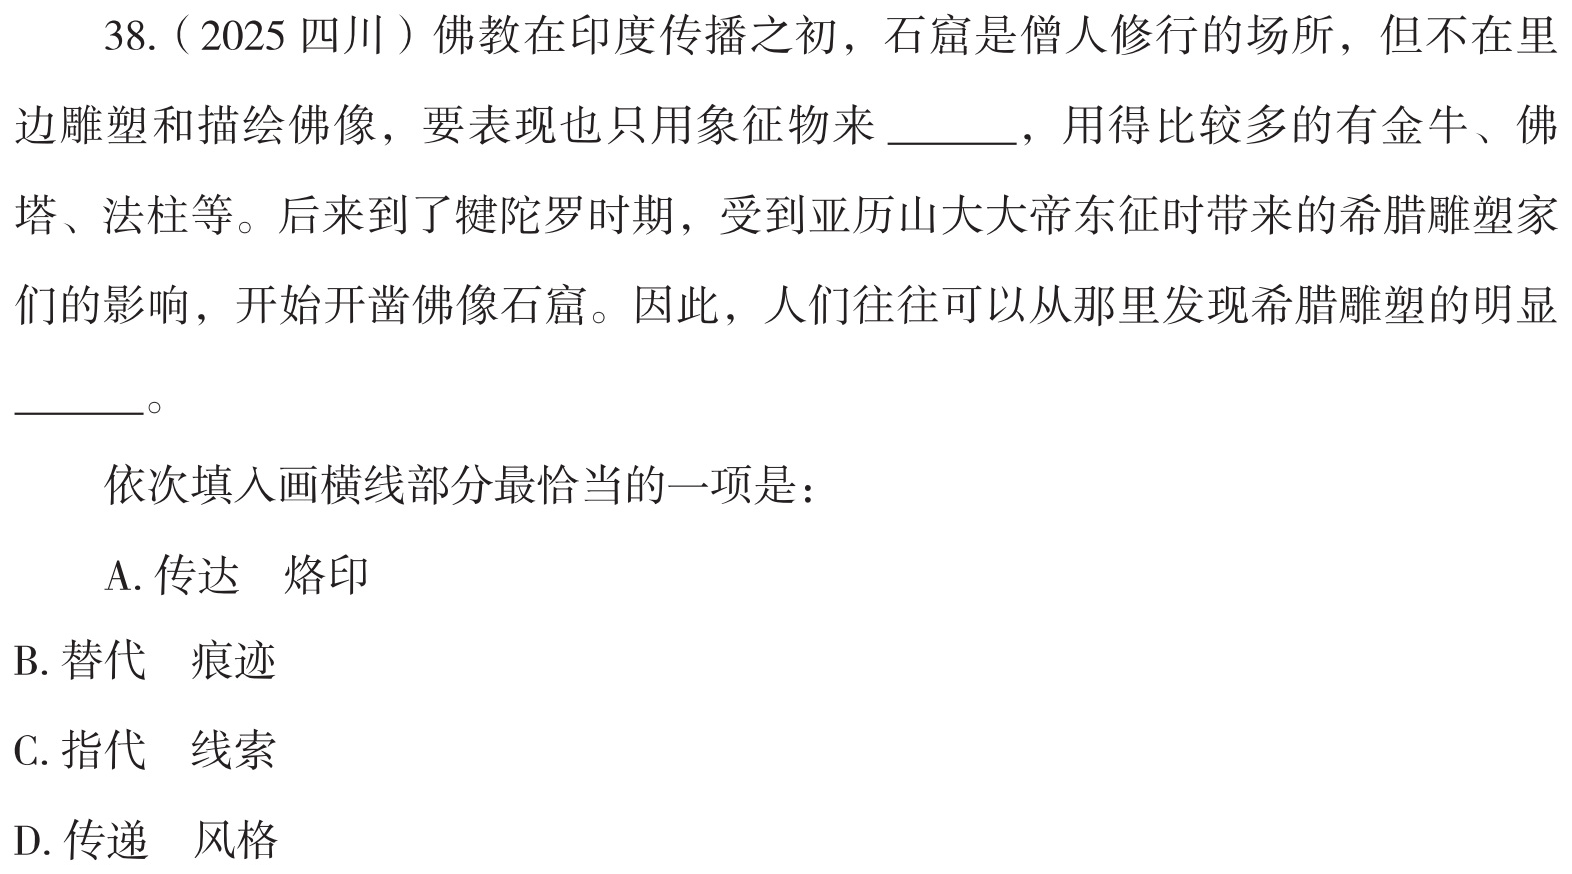 38.（2025 四川）佛教在印度传播之初，石窟是僧人修行的场所，但不在里
边雕塑和描绘佛像，要表现也只用象征物来______，用得比较多的有金牛、佛
塔、法柱等。后来到了犍陀罗时期，受到亚历山大大帝东征时带来的希腊雕塑家
们的影响，开始开凿佛像石窟。因此，人们往往可以从那里发现希腊雕塑的明显
______。
依次填入画横线部分最恰当的一项是：
A. 传达　烙印
B. 替代　痕迹
C. 指代　线索
D. 传递　风格